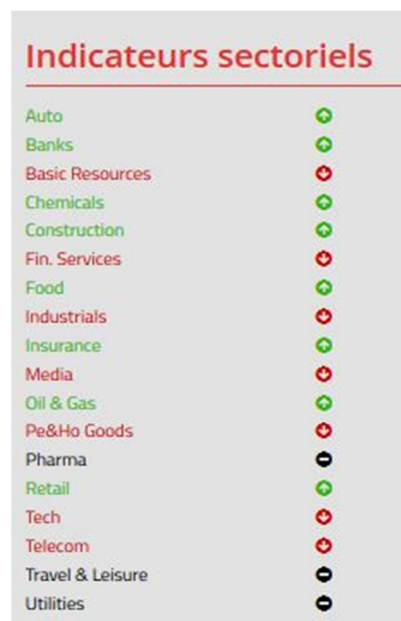 Indicateurs sectoriels
Auto
Banks
Basic Resources
Chemicals
Construction
Fin. Services
Food
Industrials
Insurance
Media
Oil & Gas
Pe&Ho Goods
Pharma
Retail
Tech
Telecom
Travel & Leisure
Utilities